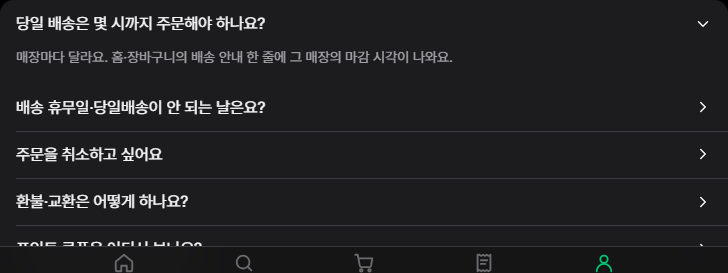 당일 배송은 몇 시까지 주문해야 하나요?
매장마다 달라요. 홈·장바구니의 배송 안내 한 줄에 그 매장의 마감 시각이 나와요.
배송 휴무일·당일배송이 안 되는 날은요?
주문을 취소하고 싶어요
환불·교환은 어떻게 하나요?